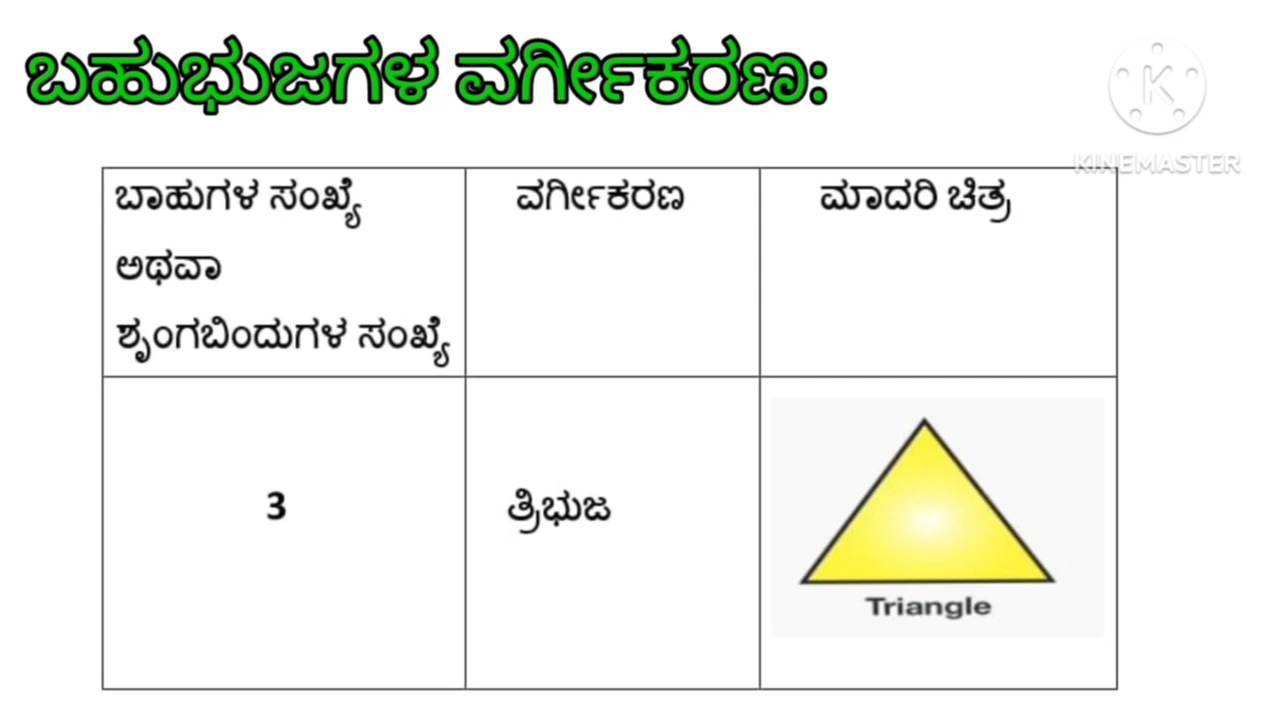 ಬಹುಭುಜಗಳ ವರ್ಗೀಕರಣ:
K
KINEMASTER
ಬಾಹುಗಳ ಸಂಖ್ಯೆ
ಅಥವಾ
ಶೃಂಗಬಿಂದುಗಳ ಸಂಖ್ಯೆ
ವರ್ಗೀಕರಣ
ಮಾದರಿ ಚಿತ್ರ
3
ತ್ರಿಭುಜ
Triangle